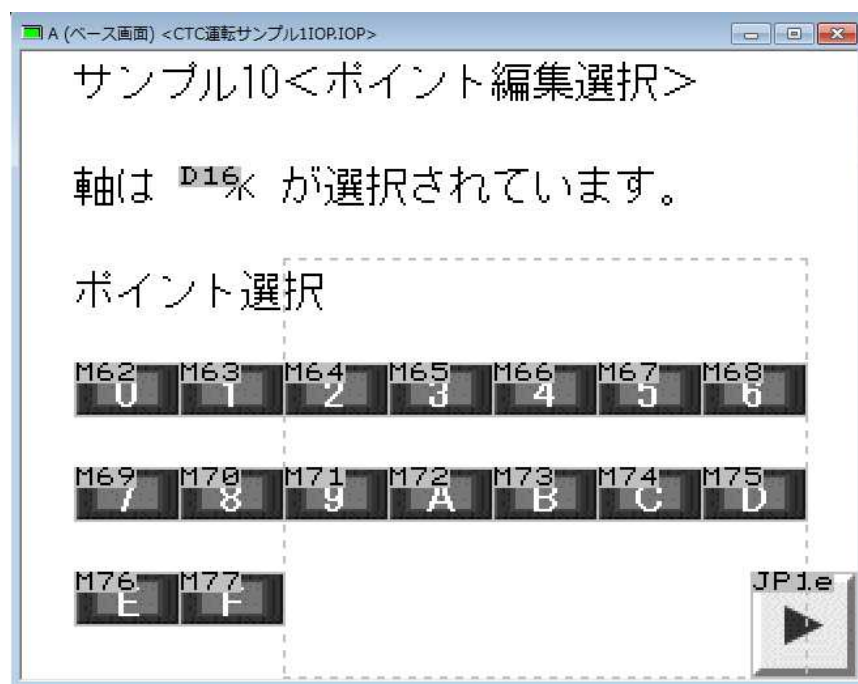 A (ベース画面) <CTC運転サンプル1IOP.IOP>
サンプル10<ポイント編集選択>
軸は D16 が選択されています。
ポイント選択
M62 M63 M64 M65 M66 M67 M68
0 1 2 3 4 5 6
M69 M70 M71 M72 M73 M74 M75
7 8 9 A B C D
M76 M77
E F
JP1e